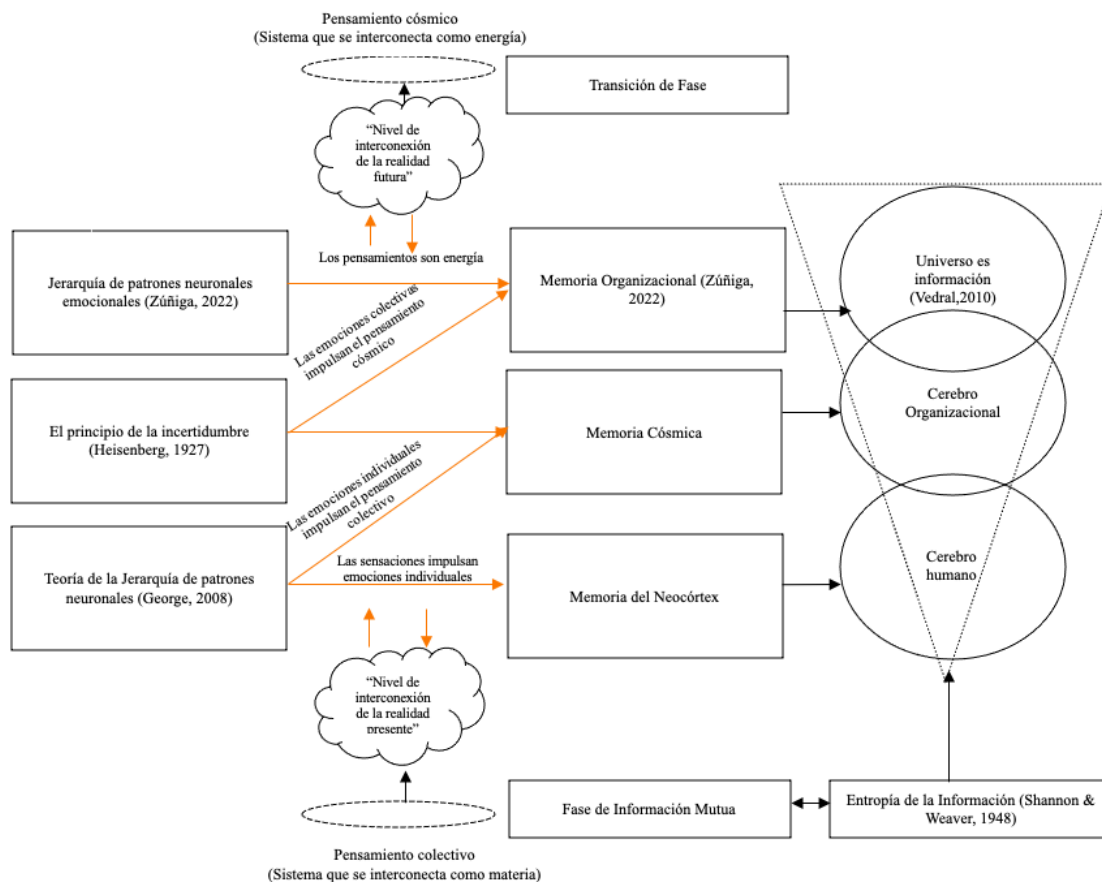 Pensamiento cósmico
(Sistema que se interconecta como energía)
Transición de Fase
“Nivel de
interconexión
de la realidad
futura”
Los pensamientos son energía
Jerarquía de patrones neuronales
emocionales (Zúñiga, 2022)
Memoria Organizacional (Zúñiga,
2022)
Universo es
información
(Vedral,2010)
Las emociones colectivas
impulsan el pensamiento
cósmico
El principio de la incertidumbre
(Heisenberg, 1927)
Memoria Cósmica
Cerebro
Organizacional
Las emociones individuales
impulsan el pensamiento
colectivo
Teoría de la Jerarquía de patrones
neuronales (George, 2008)
Las sensaciones impulsan
emociones individuales
Memoria del Neocórtex
Cerebro
humano
“Nivel de
interconexión
de la realidad
presente”
Fase de Información Mutua
Entropía de la Información (Shannon &
Weaver, 1948)
Pensamiento colectivo
(Sistema que se interconecta como materia)